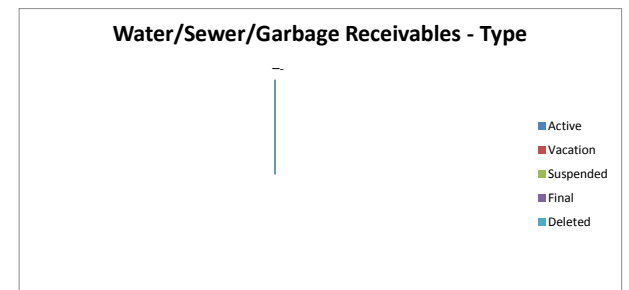 Water/Sewer/Garbage Receivables - Type
Active
Vacation
Suspended
Final
Deleted